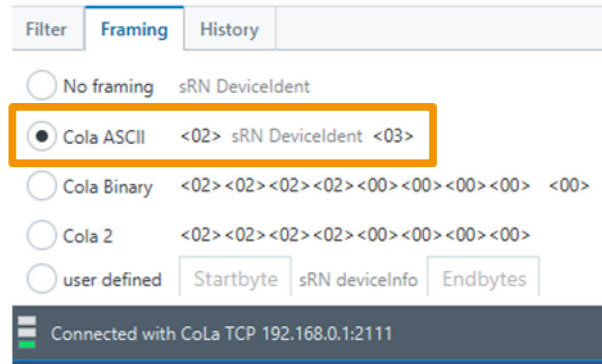 Filter Framing History
No framing sRN DeviceIdent
Cola ASCII <02> sRN DeviceIdent <03>
Cola Binary <02><02><02><02><00><00><00><00> <00>
Cola 2 <02><02><02><02><00><00><00><00>
user defined Startbyte sRN deviceInfo Endbytes
Connected with CoLa TCP 192.168.0.1:2111